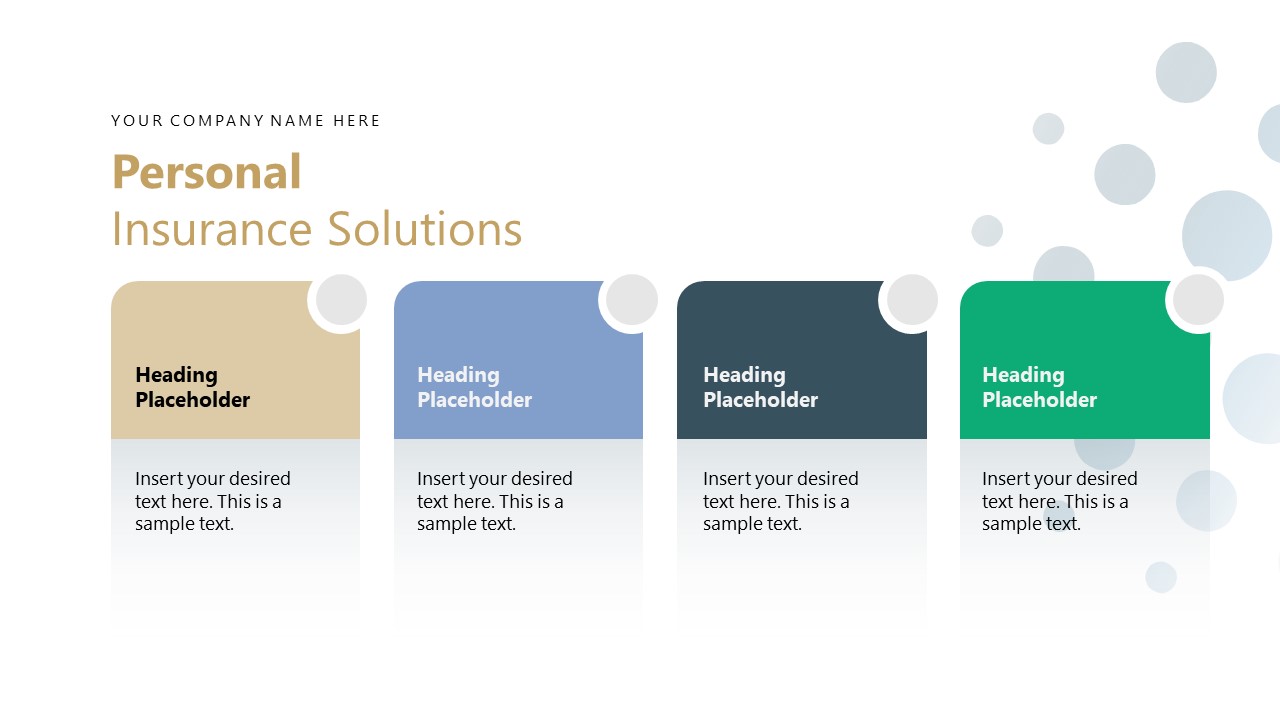 YOUR COMPANY NAME HERE
Personal
Insurance Solutions
Heading
Placeholder
Insert your desired
text here. This is a
sample text.
Heading
Placeholder
Insert your desired
text here. This is a
sample text.
Heading
Placeholder
Insert your desired
text here. This is a
sample text.
Heading
Placeholder
Insert your desired
text here. This is a
sample text.